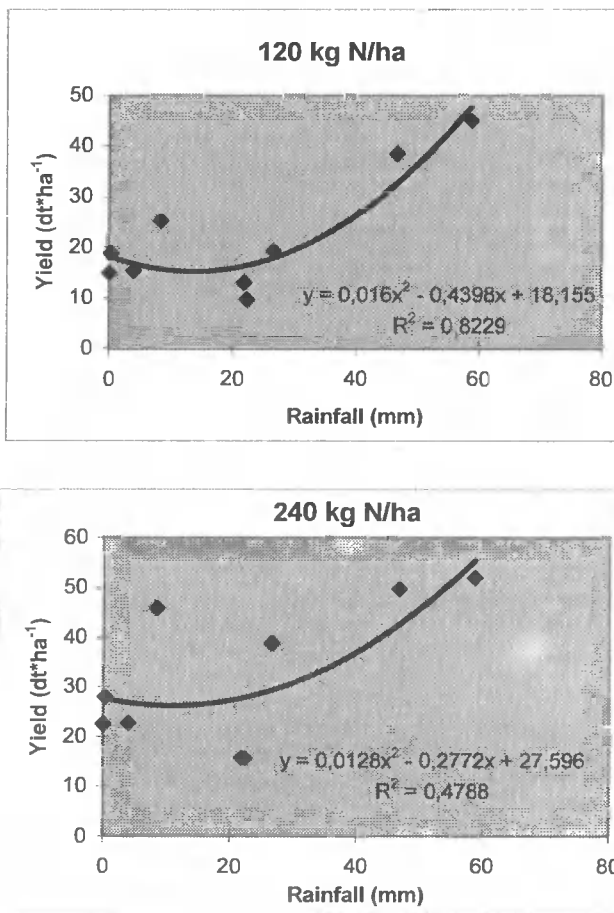 120 kg N/ha
50
40
30
20
10
0
Yield (dt*ha⁻¹)
y = 0,016x² - 0,4398x + 18,155
R² = 0,8229
0 20 40 60 80
Rainfall (mm)
240 kg N/ha
60
50
40
30
20
10
0
Yield (dt*ha⁻¹)
y = 0,0128x² - 0,2772x + 27,596
R² = 0,4788
0 20 40 60 80
Rainfall (mm)